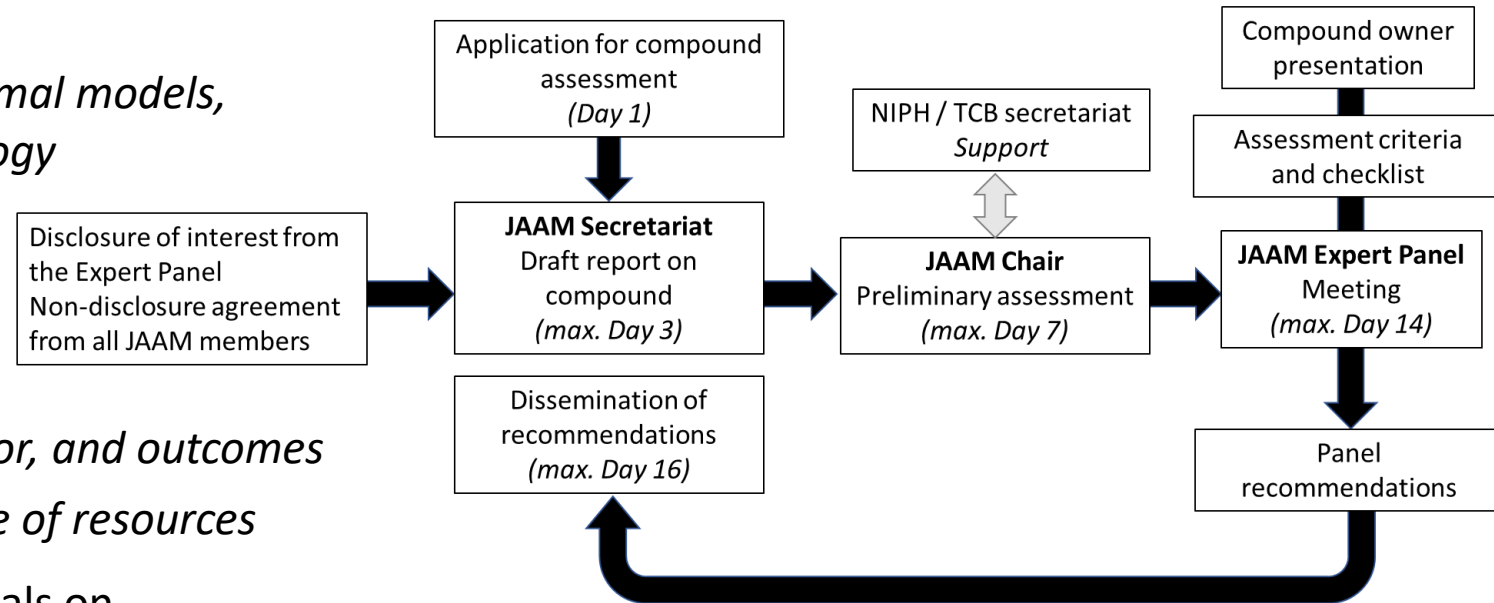 mal models,
ogy
or, and outcomes
e of resources
als on
Application for compound
assessment
(Day 1)
Disclosure of interest from
the Expert Panel
Non-disclosure agreement
from all JAAM members
JAAM Secretariat
Draft report on
compound
(max. Day 3)
NIPH / TCB secretariat
Support
JAAM Chair
Preliminary assessment
(max. Day 7)
Compound owner
presentation
Assessment criteria
and checklist
JAAM Expert Panel
Meeting
(max. Day 14)
Panel
recommendations
Dissemination of
recommendations
(max. Day 16)